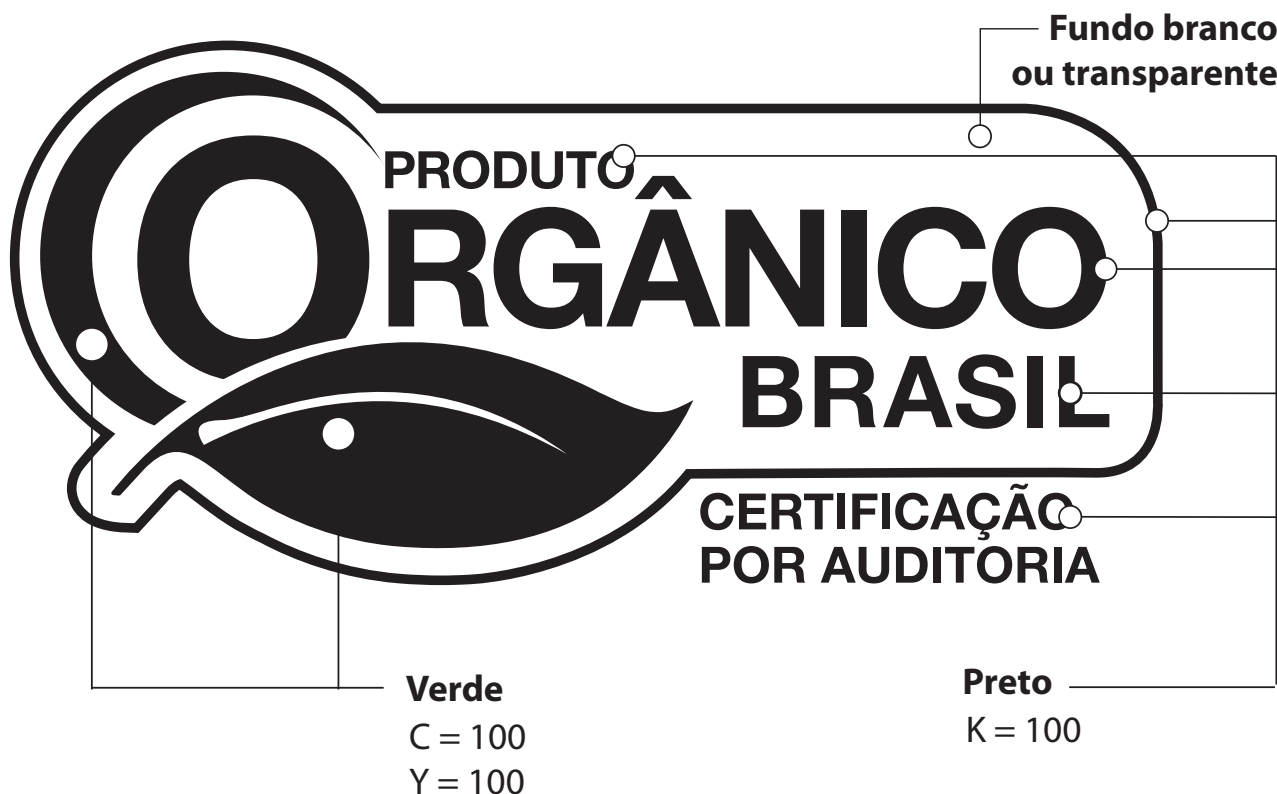 Fundo branco
ou transparente
PRODUTO
ORGÂNICO
BRASIL
CERTIFICAÇÃO
POR AUDITORIA
Verde
C = 100
Y = 100
Preto
K = 100